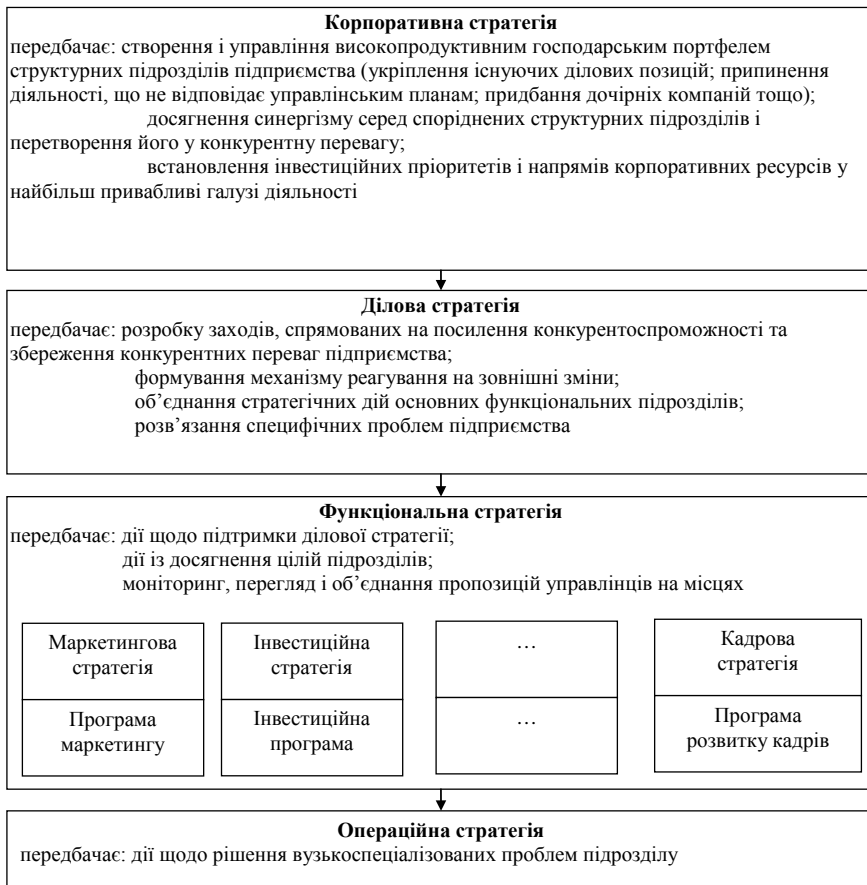 Корпоративна стратегія
передбачає: створення і управління високопродуктивним господарським портфелем
структурних підрозділів підприємства (укріплення існуючих ділових позицій; припинення
діяльності, що не відповідає управлінським планам; придбання дочірніх компаній тощо);
досягнення синергізму серед споріднених структурних підрозділів і
перетворення його у конкурентну перевагу;
встановлення інвестиційних пріоритетів і напрямів корпоративних ресурсів у
найбільш привабливі галузі діяльності
Ділова стратегія
передбачає: розробку заходів, спрямованих на посилення конкурентоспроможності та
збереження конкурентних переваг підприємства;
формування механізму реагування на зовнішні зміни;
об’єднання стратегічних дій основних функціональних підрозділів;
розв’язання специфічних проблем підприємства
Функціональна стратегія
передбачає: дії щодо підтримки ділової стратегії;
дії із досягнення цілій підрозділів;
моніторинг, перегляд і об’єднання пропозицій управлінців на місцях
Маркетингова
стратегія
Програма
маркетингу
Інвестиційна
стратегія
Інвестиційна
програма
…
…
Кадрова
стратегія
Програма
розвитку кадрів
Операційна стратегія
передбачає: дії щодо рішення вузькоспеціалізованих проблем підрозділу